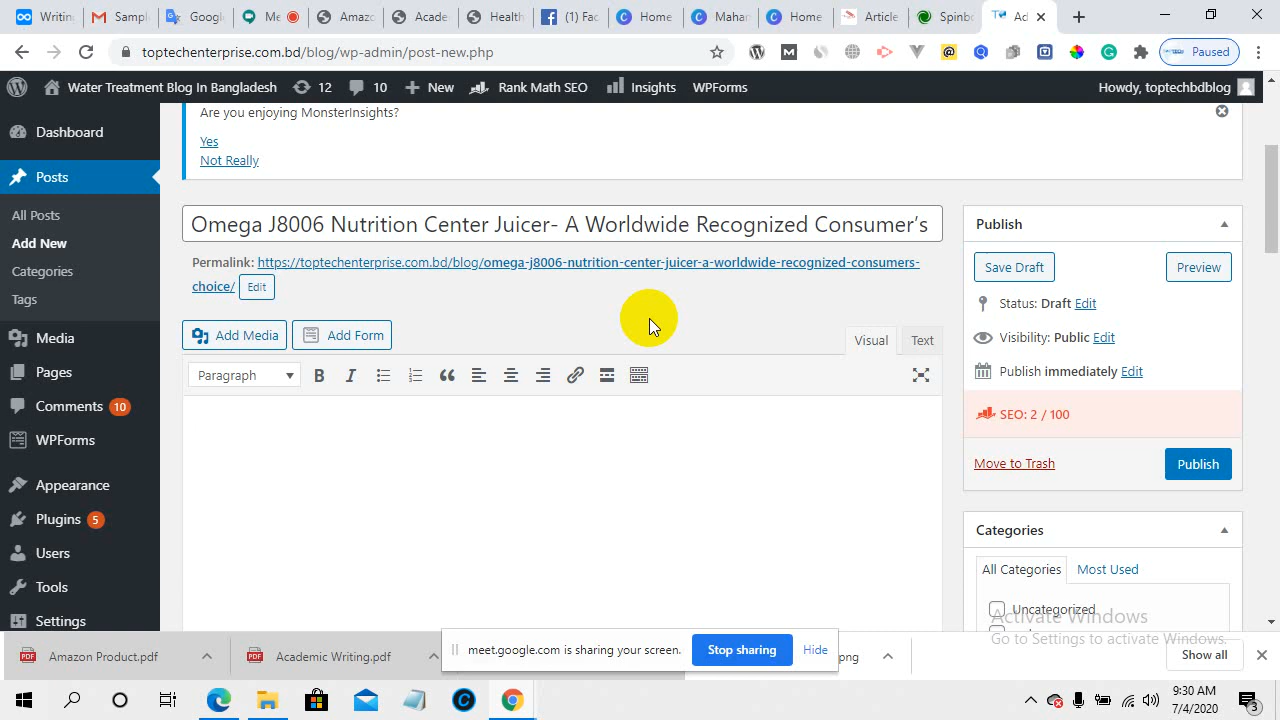 Writing
Sampl
Googl
Me
Amazo
Acade
Health
(1) Fac
Home
Mahar
Home
Article
Spinbo
Ad
toptechenterprise.com.bd/blog/wp-admin/post-new.php
Paused
Water Treatment Blog In Bangladesh
12
10
New
Rank Math SEO
Insights
WPForms
Howdy, toptechbdblog
Dashboard
Posts
All Posts
Add New
Categories
Tags
Media
Pages
Comments 10
WPForms
Appearance
Plugins 5
Users
Tools
Settings
Are you enjoying MonsterInsights?
Yes
Not Really
Omega J8006 Nutrition Center Juicer- A Worldwide Recognized Consumer's
Permalink: https://toptechenterprise.com.bd/blog/omega-j8006-nutrition-center-juicer-a-worldwide-recognized-consumers-
choice/ Edit
Add Media
Add Form
Visual
Text
Paragraph
Publish
Save Draft
Preview
Status: Draft Edit
Visibility: Public Edit
Publish immediately Edit
SEO: 2 / 100
Move to Trash
Publish
Categories
All Categories
Most Used
Uncategorized
Activate Windows
Go to Settings to activate Windows.
Amazon Product.pdf
Academic Writing.pdf
meet.google.com is sharing your screen.
Stop sharing
Hide
.png
Show all
9:30 AM
7/4/2020
3